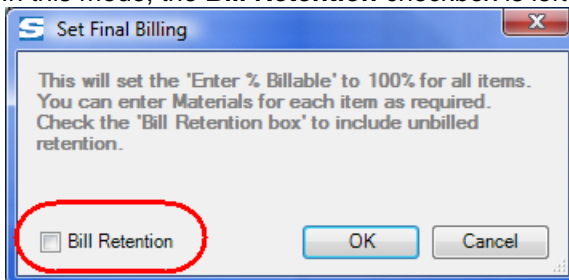 in this mode, the Bill Retention checkbox is left
Set Final Billing
This will set the 'Enter % Billable' to 100% for all items.
You can enter Materials for each item as required.
Check the 'Bill Retention box' to include unbilled
retention.
Bill Retention
OK
Cancel